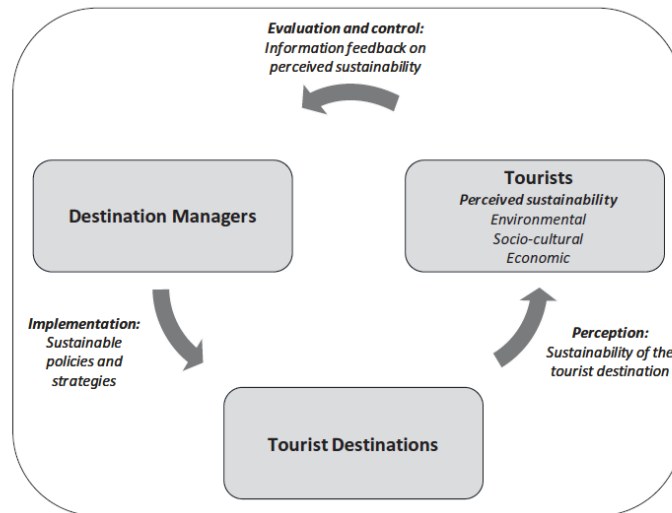 Evaluation and control:
Information feedback on
perceived sustainability
Destination Managers
Tourists
Perceived sustainability
Environmental
Socio-cultural
Economic
Implementation:
Sustainable
policies and
strategies
Perception:
Sustainability of the
tourist destination
Tourist Destinations